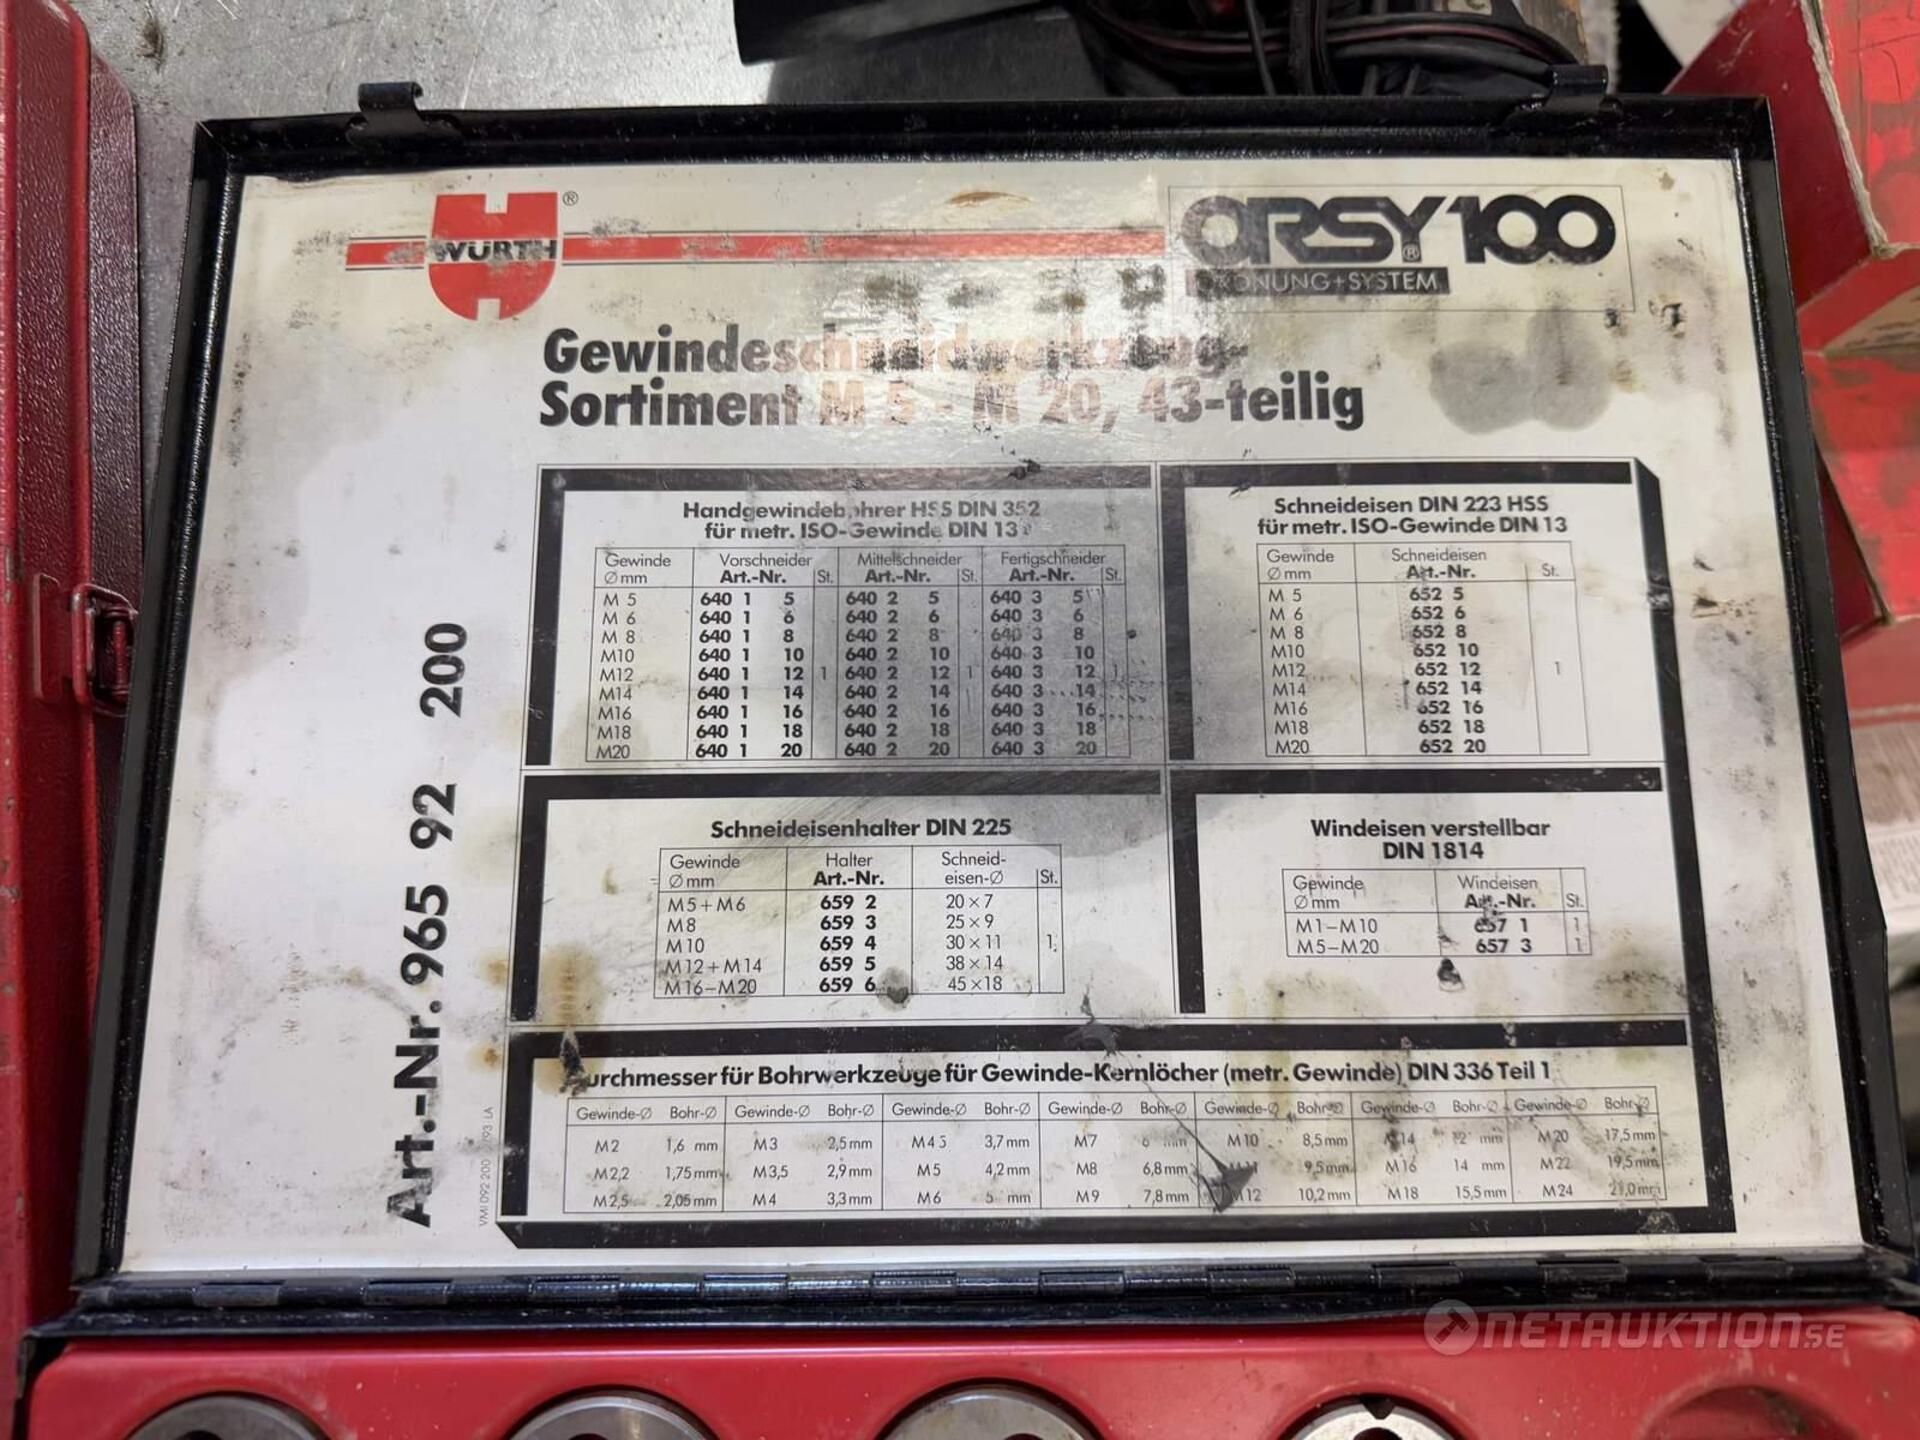 WÜRTH ®
ORSY®100
ORDNUNG+SYSTEM
Gewindeschneidwerkzeug-
Sortiment M 5 - M 20, 43-teilig
Art.-Nr. 965 92 200
VMI 092 200
Handgewindebohrer HSS DIN 352
für metr. ISO-Gewinde DIN 13
Gewinde Vorschneider Mittelschneider Fertigschneider
Ø mm Art.-Nr. St. Art.-Nr. St. Art.-Nr. St.
M 5 640 1 5 640 2 5 640 3 5
M 6 640 1 6 640 2 6 640 3 6
M 8 640 1 8 640 2 8 640 3 8
M10 640 1 10 640 2 10 640 3 10
M12 640 1 12 1 640 2 12 1 640 3 12 1
M14 640 1 14 640 2 14 640 3 14
M16 640 1 16 640 2 16 640 3 16
M18 640 1 18 640 2 18 640 3 18
M20 640 1 20 640 2 20 640 3 20
Schneideisen DIN 223 HSS
für metr. ISO-Gewinde DIN 13
Gewinde Schneideisen
Ø mm Art.-Nr. St.
M 5 652 5
M 6 652 6
M 8 652 8
M10 652 10
M12 652 12 1
M14 652 14
M16 652 16
M18 652 18
M20 652 20
Schneideisenhalter DIN 225
Gewinde Halter Schneid-
Ø mm Art.-Nr. eisen-Ø St.
M5+M6 659 2 20×7
M8 659 3 25×9
M10 659 4 30×11 1
M12+M14 659 5 38×14
M16–M20 659 6 45×18
Windeisen verstellbar
DIN 1814
Gewinde Windeisen
Ø mm Art.-Nr. St.
M1–M10 657 1 1
M5–M20 657 3 1
urchmesser für Bohrwerkzeuge für Gewinde-Kernlöcher (metr. Gewinde) DIN 336 Teil 1
Gewinde-Ø Bohr-Ø Gewinde-Ø Bohr-Ø Gewinde-Ø Bohr-Ø Gewinde-Ø Bohr-Ø Gewinde-Ø Bohr-Ø Gewinde-Ø Bohr-Ø Gewinde-Ø Bohr-Ø
M2 1,6 mm M3 2,5 mm M4 5 3,7 mm M7 6 mm M10 8,5 mm M14 12 mm M20 17,5 mm
M2,2 1,75 mm M3,5 2,9 mm M5 4,2 mm M8 6,8 mm M11 9,5 mm M16 14 mm M22 19,5 mm
M2,5 2,05 mm M4 3,3 mm M6 5 mm M9 7,8 mm M12 10,2 mm M18 15,5 mm M24 21,0 mm
NETAUKTION.SE